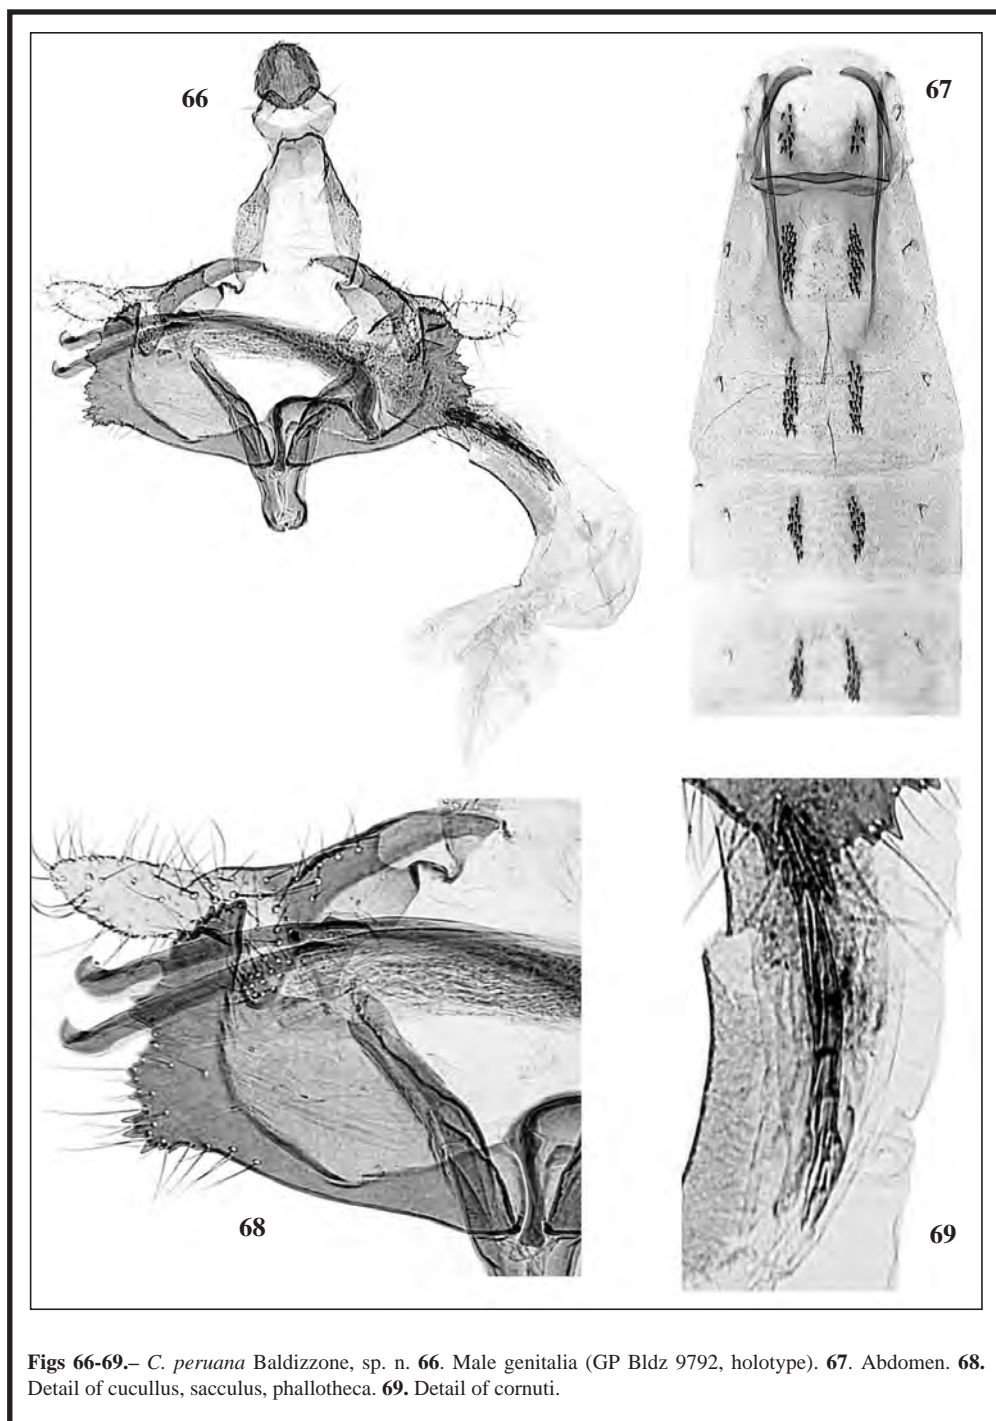 66
67
68
69
Figs 66-69.– C. peruana Baldizzone, sp. n. 66. Male genitalia (GP Bldz 9792, holotype). 67. Abdomen. 68.
Detail of cucullus, sacculus, phallotheca. 69. Detail of cornuti.